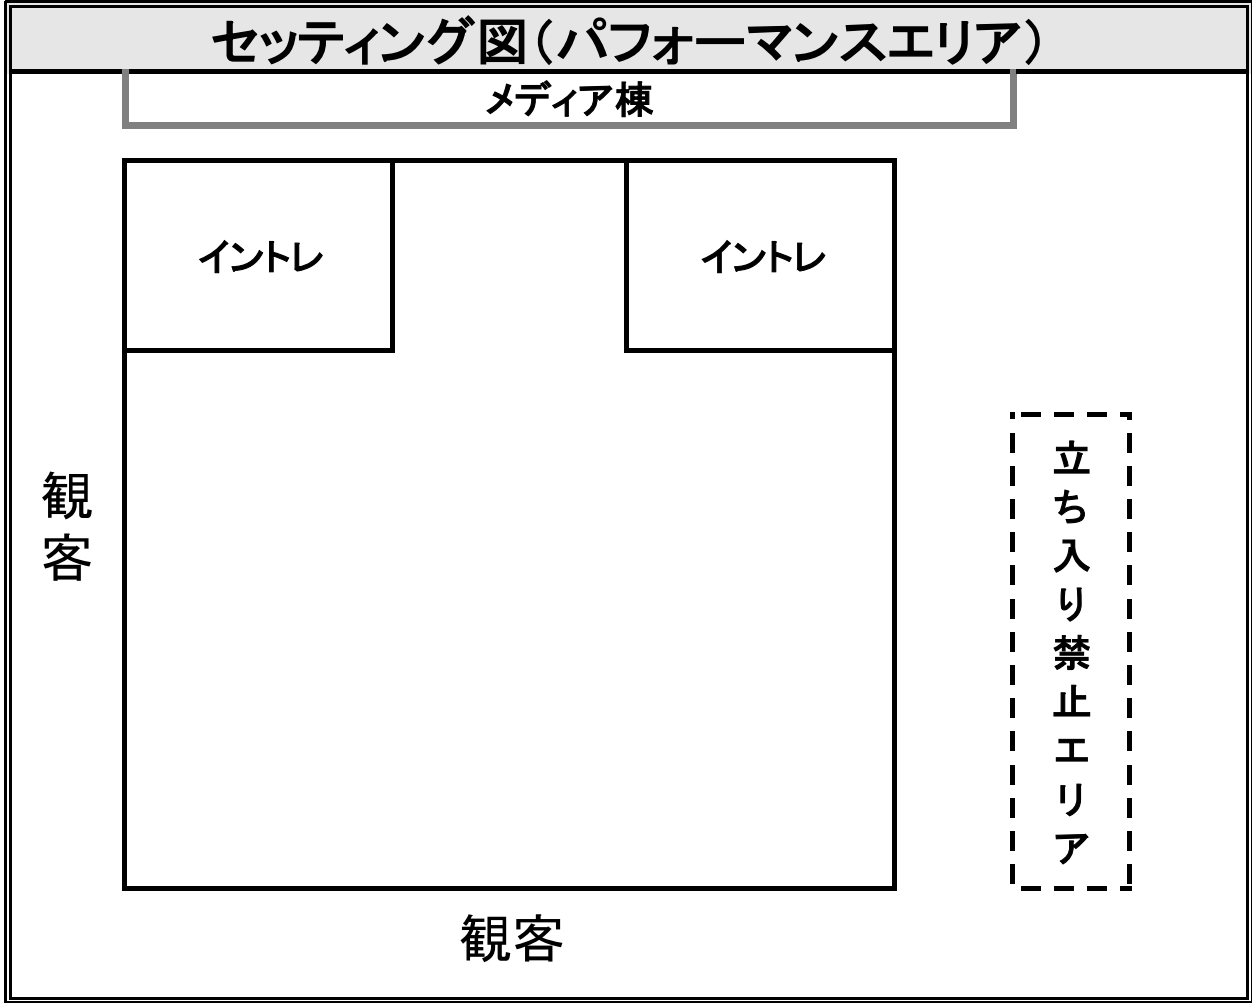 セッティング図（パフォーマンスエリア）
メディア棟
イントレ
イントレ
観客
立ち入り禁止エリア
観客